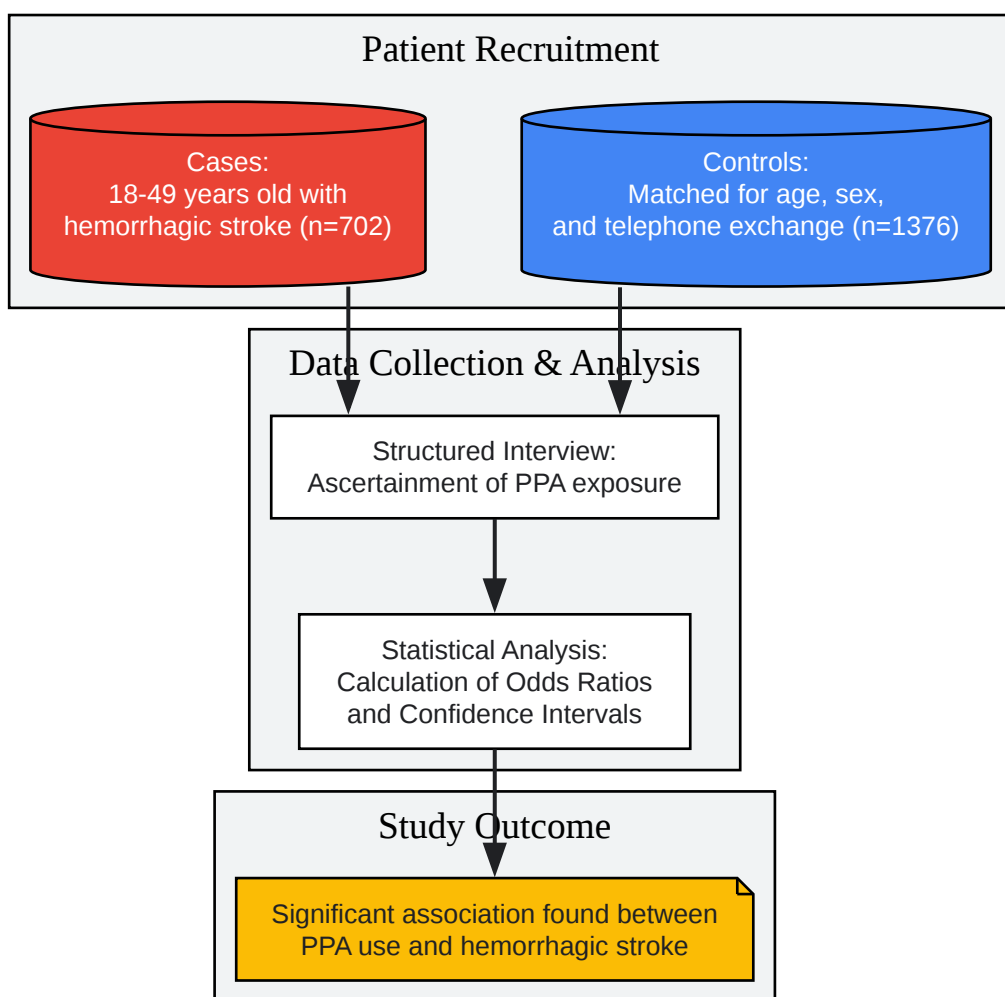 Patient Recruitment
Cases:
18-49 years old with
hemorrhagic stroke (n=702)
Controls:
Matched for age, sex,
and telephone exchange (n=1376)
Data Collection & Analysis
Structured Interview:
Ascertainment of PPA exposure
Statistical Analysis:
Calculation of Odds Ratios
and Confidence Intervals
Study Outcome
Significant association found between
PPA use and hemorrhagic stroke